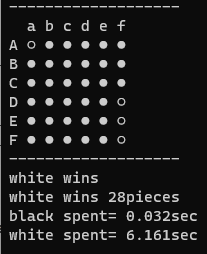 ------------------
a b c d e f
A ○ ● ● ● ● ●
B ● ● ● ● ● ●
C ● ● ● ● ● ●
D ● ● ● ● ● ○
E ● ● ● ● ● ○
F ● ● ● ● ● ○
------------------
white wins
white wins 28pieces
black spent= 0.032sec
white spent= 6.161sec